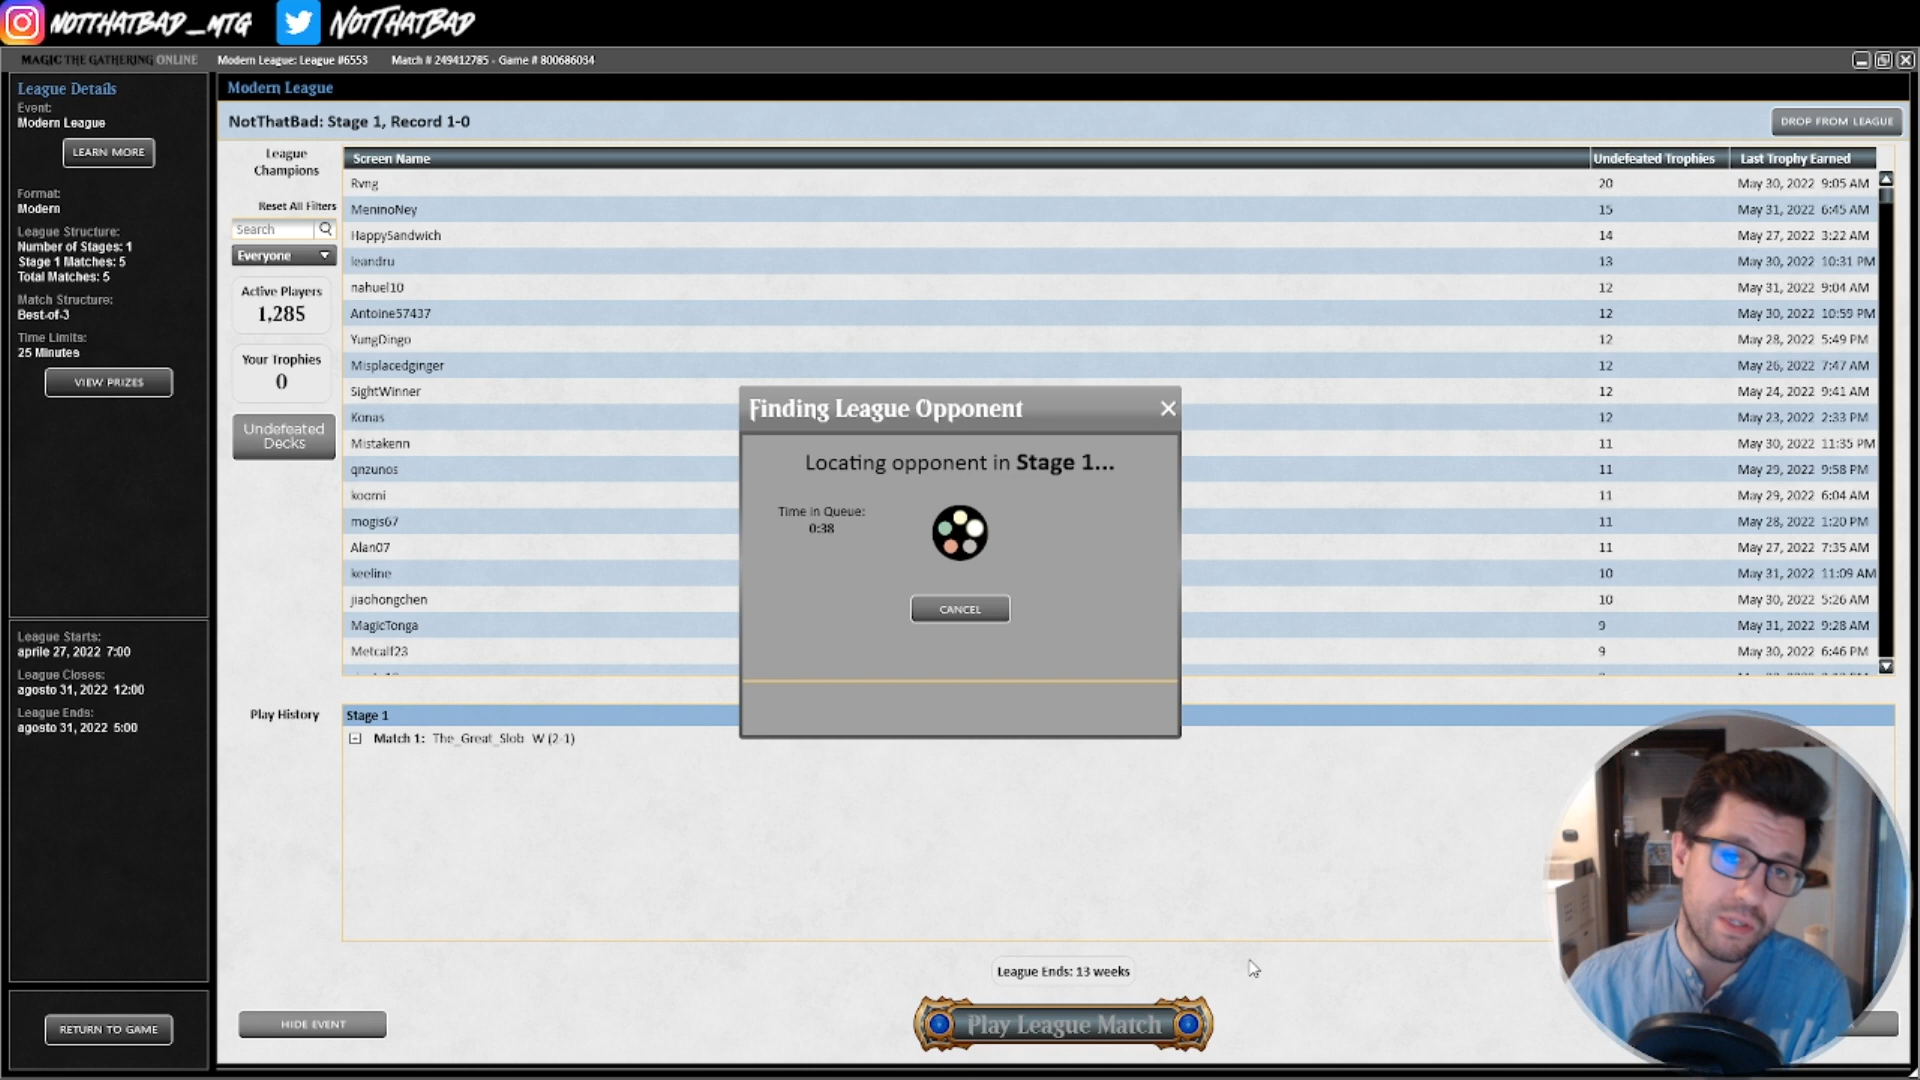 NOTTHATBAD_MTG NOTTHATBAD
MAGIC THE GATHERING ONLINE Modern League: League #6553 Match # 249412785 - Game # 800686034
League Details
Event:
Modern League
LEARN MORE
Format:
Modern
League Structure:
Number of Stages: 1
Stage 1 Matches: 5
Total Matches: 5
Match Structure:
Best-of-3
Time Limits:
25 Minutes
VIEW PRIZES
League Starts:
aprile 27, 2022 7:00
League Closes:
agosto 31, 2022 12:00
League Ends:
agosto 31, 2022 5:00
RETURN TO GAME
Modern League
NotThatBad: Stage 1, Record 1-0
DROP FROM LEAGUE
League
Champions
Reset All Filters
Search
Everyone
Active Players
1,285
Your Trophies
0
Undefeated
Decks
Screen Name Undefeated Trophies Last Trophy Earned
Rvng 20 May 30, 2022 9:05 AM
MeninoNey 15 May 31, 2022 6:45 AM
HappySandwich 14 May 27, 2022 3:22 AM
leandru 13 May 30, 2022 10:31 PM
nahuel10 12 May 31, 2022 9:04 AM
Antoine57437 12 May 30, 2022 10:59 PM
YungDingo 12 May 28, 2022 5:49 PM
Misplacedginger 12 May 26, 2022 7:47 AM
SightWinner 12 May 24, 2022 9:41 AM
Konas 12 May 23, 2022 2:33 PM
Mistakenn 11 May 30, 2022 11:35 PM
qnzunos 11 May 29, 2022 9:58 PM
koomi 11 May 29, 2022 6:04 AM
mogis67 11 May 28, 2022 1:20 PM
Alan07 11 May 27, 2022 7:35 AM
keeline 10 May 31, 2022 11:09 AM
jiaohongchen 10 May 30, 2022 5:26 AM
MagicTonga 9 May 31, 2022 9:28 AM
Metcalf23 9 May 30, 2022 6:46 PM
Finding League Opponent
Locating opponent in Stage 1...
Time in Queue:
0:38
CANCEL
Play History
Stage 1
Match 1: The_Great_Slob W (2-1)
League Ends: 13 weeks
HIDE EVENT
Play League Match